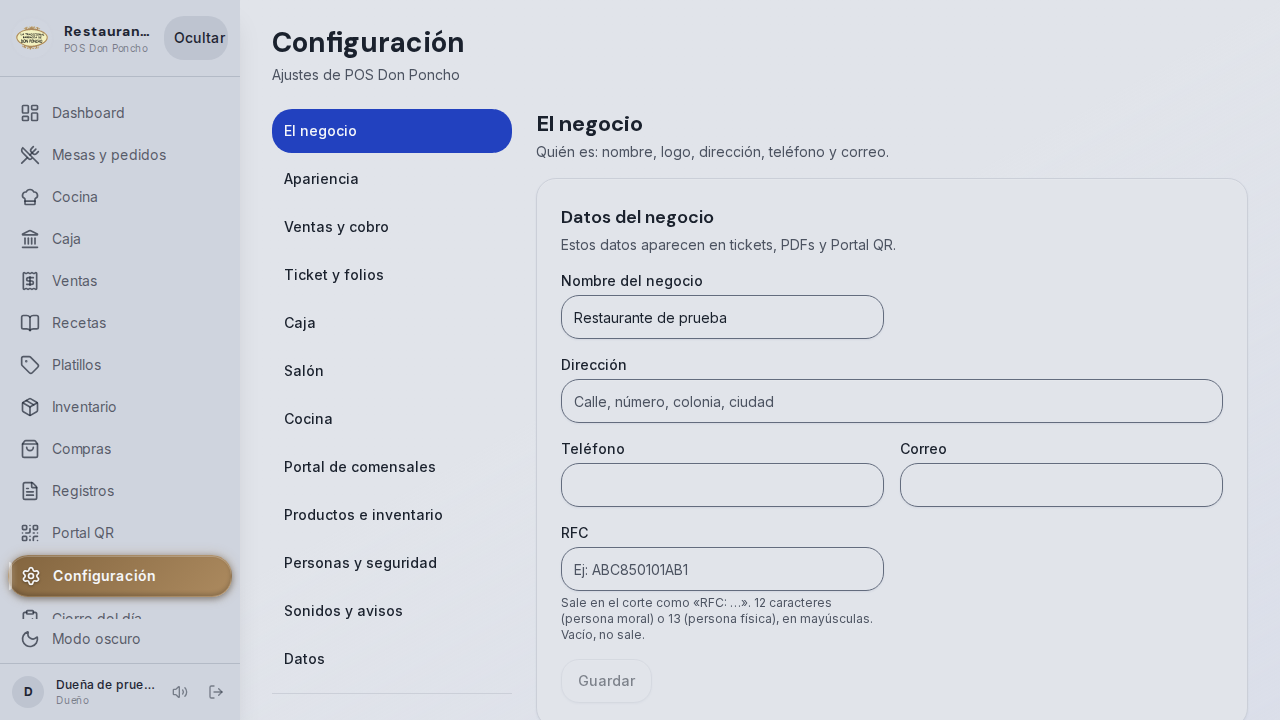 Restauran...
POS Don Poncho
Ocultar
Dashboard
Mesas y pedidos
Cocina
Caja
Ventas
Recetas
Platillos
Inventario
Compras
Registros
Portal QR
Configuración
Cierre del día
Modo oscuro
D
Dueña de prue...
Dueño
Configuración
Ajustes de POS Don Poncho
El negocio
Apariencia
Ventas y cobro
Ticket y folios
Caja
Salón
Cocina
Portal de comensales
Productos e inventario
Personas y seguridad
Sonidos y avisos
Datos
El negocio
Quién es: nombre, logo, dirección, teléfono y correo.
Datos del negocio
Estos datos aparecen en tickets, PDFs y Portal QR.
Nombre del negocio
Restaurante de prueba
Dirección
Calle, número, colonia, ciudad
Teléfono
Correo
RFC
Ej: ABC850101AB1
Sale en el corte como «RFC: …». 12 caracteres
(persona moral) o 13 (persona física), en mayúsculas.
Vacío, no sale.
Guardar